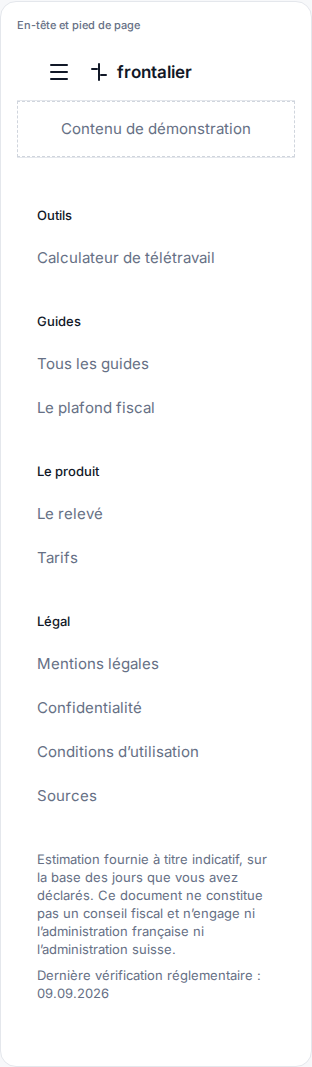 En-tête et pied de page
frontalier
Contenu de démonstration
Outils
Calculateur de télétravail
Guides
Tous les guides
Le plafond fiscal
Le produit
Le relevé
Tarifs
Légal
Mentions légales
Confidentialité
Conditions d’utilisation
Sources
Estimation fournie à titre indicatif, sur
la base des jours que vous avez
déclarés. Ce document ne constitue
pas un conseil fiscal et n’engage ni
l’administration française ni
l’administration suisse.
Dernière vérification réglementaire :
09.09.2026